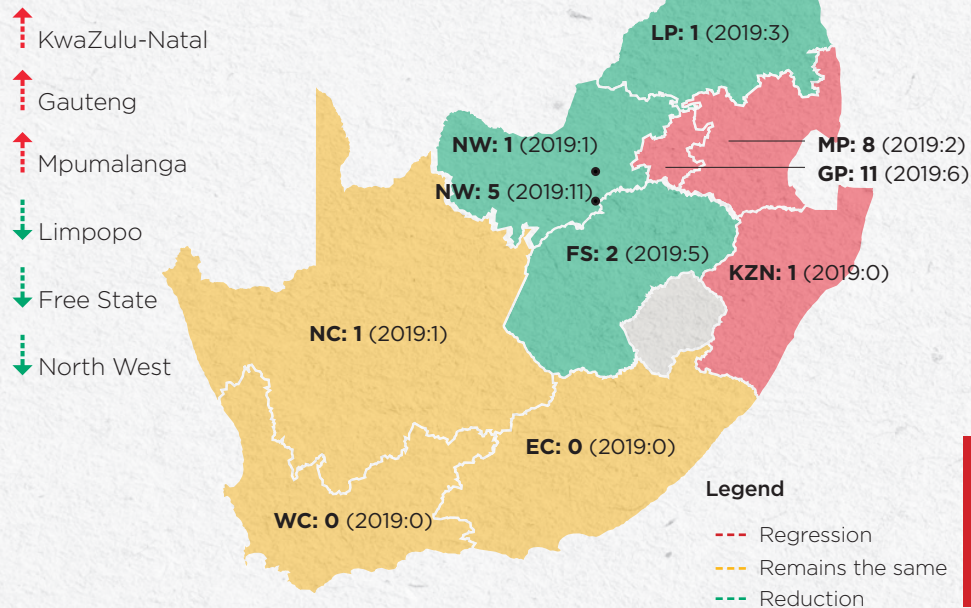 KwaZulu-Natal
Gauteng
Mpumalanga
Limpopo
Free State
North West
LP: 1 (2019:3)
NW: 1 (2019:1)
MP: 8 (2019:2)
GP: 11 (2019:6)
NW: 5 (2019:11)
FS: 2 (2019:5)
KZN: 1 (2019:0)
NC: 1 (2019:1)
EC: 0 (2019:0)
WC: 0 (2019:0)
Legend
Regression
Remains the same
Reduction